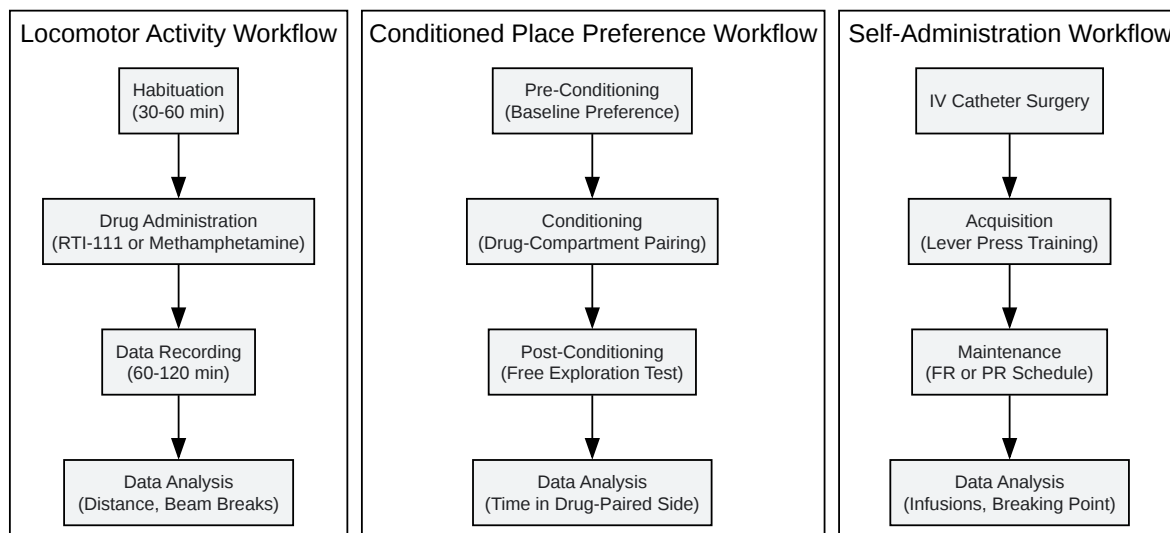 Locomotor Activity Workflow
Habituation
(30-60 min)
Drug Administration
(RTI-111 or Methamphetamine)
Data Recording
(60-120 min)
Data Analysis
(Distance, Beam Breaks)
Conditioned Place Preference Workflow
Pre-Conditioning
(Baseline Preference)
Conditioning
(Drug-Compartment Pairing)
Post-Conditioning
(Free Exploration Test)
Data Analysis
(Time in Drug-Paired Side)
Self-Administration Workflow
IV Catheter Surgery
Acquisition
(Lever Press Training)
Maintenance
(FR or PR Schedule)
Data Analysis
(Infusions, Breaking Point)